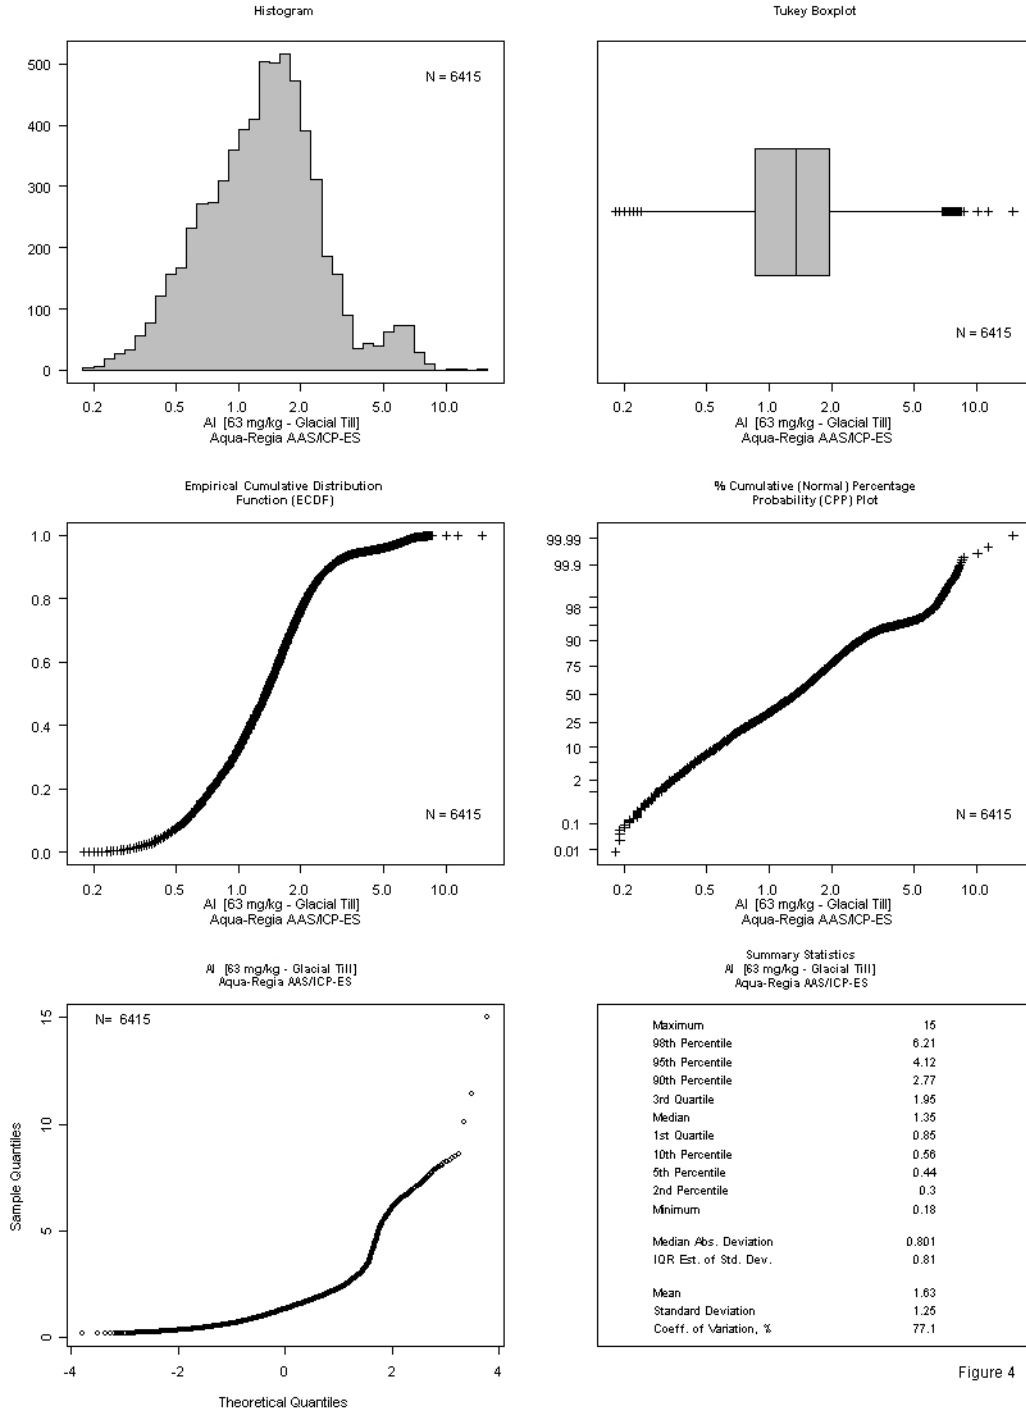 Histogram
N = 6415
500
400
300
200
100
0
0.2 0.5 1.0 2.0 5.0 10.0
Al [63 mg/kg - Glacial Till]
Aqua-Regia AAS/ICP-ES
Tukey Boxplot
N = 6415
0.2 0.5 1.0 2.0 5.0 10.0
Al [63 mg/kg - Glacial Till]
Aqua-Regia AAS/ICP-ES
Empirical Cumulative Distribution
Function (ECDF)
1.0
0.8
0.6
0.4
0.2
0.0
N = 6415
0.2 0.5 1.0 2.0 5.0 10.0
Al [63 mg/kg - Glacial Till]
Aqua-Regia AAS/ICP-ES
% Cumulative (Normal) Percentage
Probability (CPP) Plot
99.99
99.9
98
90
75
50
25
10
2
0.1
0.01
N = 6415
0.2 0.5 1.0 2.0 5.0 10.0
Al [63 mg/kg - Glacial Till]
Aqua-Regia AAS/ICP-ES
Al [63 mg/kg - Glacial Till]
Aqua-Regia AAS/ICP-ES
N= 6415
15
10
5
0
Sample Quantiles
-4 -2 0 2 4
Theoretical Quantiles
Summary Statistics
Al [63 mg/kg - Glacial Till]
Aqua-Regia AAS/ICP-ES
Maximum 15
98th Percentile 6.21
95th Percentile 4.12
90th Percentile 2.77
3rd Quartile 1.95
Median 1.35
1st Quartile 0.85
10th Percentile 0.56
5th Percentile 0.44
2nd Percentile 0.3
Minimum 0.18
Median Abs. Deviation 0.801
IQR Est. of Std. Dev. 0.81
Mean 1.63
Standard Deviation 1.25
Coeff. of Variation, % 77.1
Figure 4